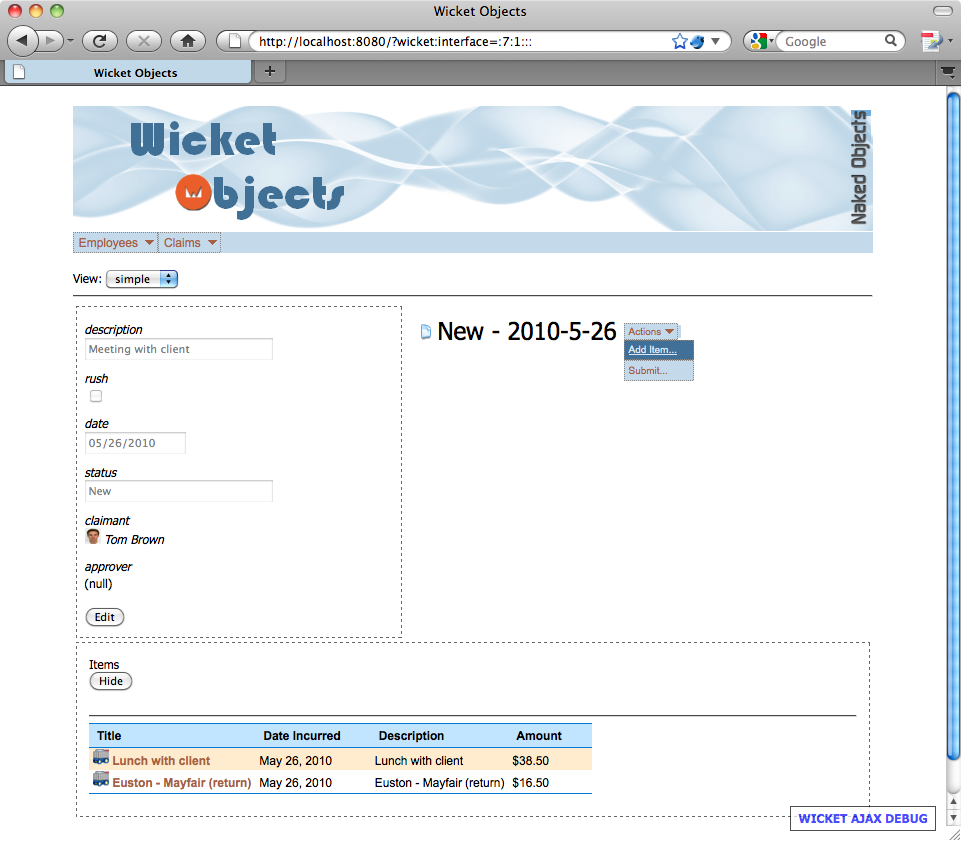 Wicket Objects
http://localhost:8080/?wicket:interface=:7:1:::
Google
Wicket Objects
Wicket
Objects
Naked Objects
Employees Claims
View: simple
description
Meeting with client
rush
date
05/26/2010
status
New
claimant
Tom Brown
approver
(null)
Edit
New - 2010-5-26 Actions
Add Item...
Submit...
Items
Hide
Title Date Incurred Description Amount
Lunch with client May 26, 2010 Lunch with client $38.50
Euston - Mayfair (return) May 26, 2010 Euston - Mayfair (return) $16.50
WICKET AJAX DEBUG